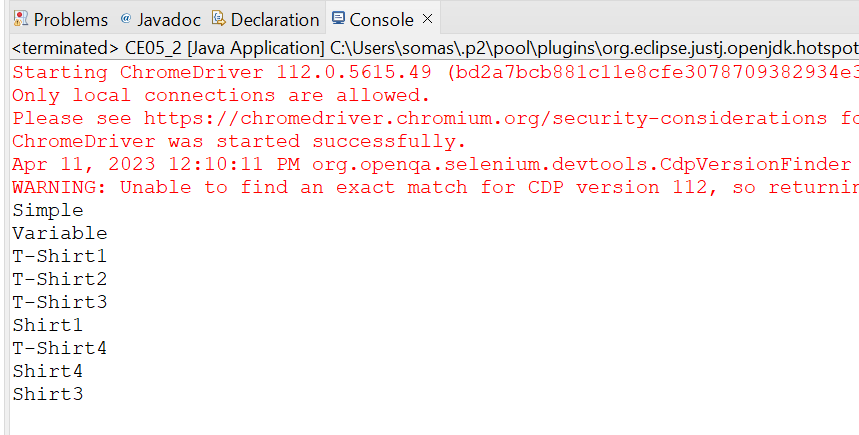 Problems @ Javadoc Declaration Console
<terminated> CE05_2 [Java Application] C:\Users\somas\.p2\pool\plugins\org.eclipse.justj.openjdk.hotspot
Starting ChromeDriver 112.0.5615.49 (bd2a7bcb881c11e8cfe3078709382934e3
Only local connections are allowed.
Please see https://chromedriver.chromium.org/security-considerations fo
ChromeDriver was started successfully.
Apr 11, 2023 12:10:11 PM org.openqa.selenium.devtools.CdpVersionFinder
WARNING: Unable to find an exact match for CDP version 112, so returnin
Simple
Variable
T-Shirt1
T-Shirt2
T-Shirt3
Shirt1
T-Shirt4
Shirt4
Shirt3